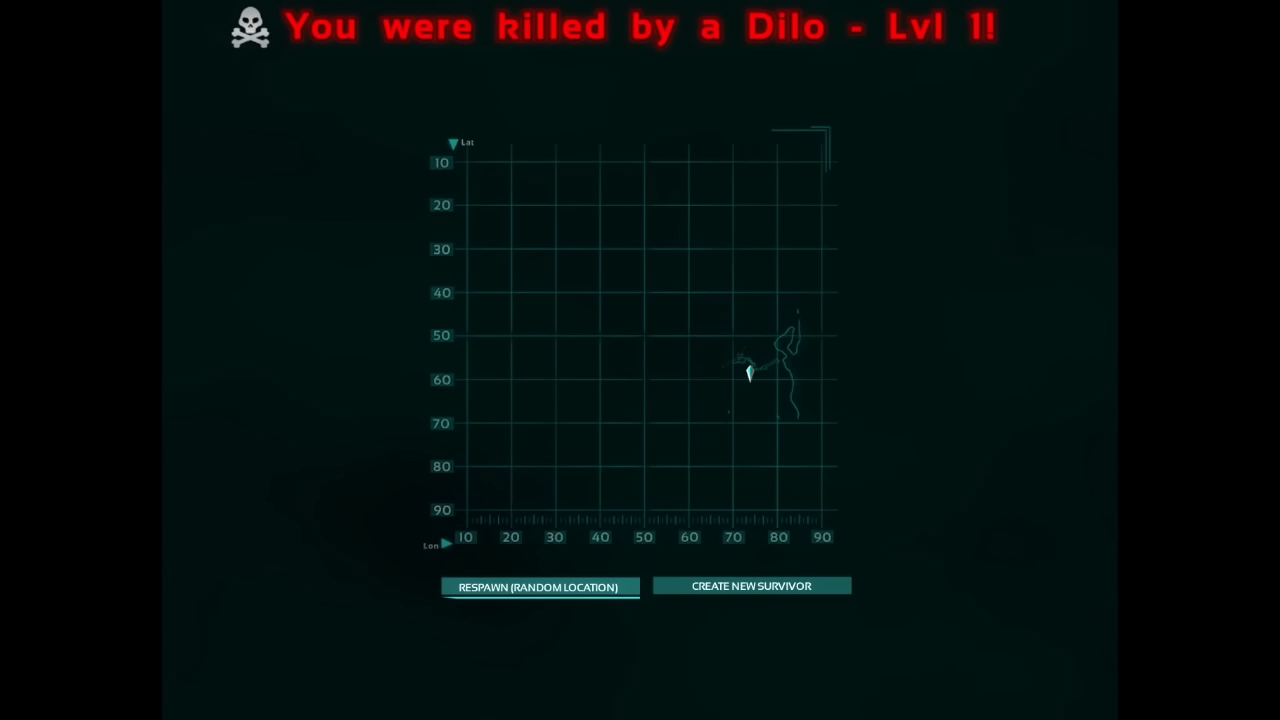 You were killed by a Dilo - Lvl 1!
Lat
10
20
30
40
50
60
70
80
90
Lon
10 20 30 40 50 60 70 80 90
RESPAWN (RANDOM LOCATION)
CREATE NEW SURVIVOR